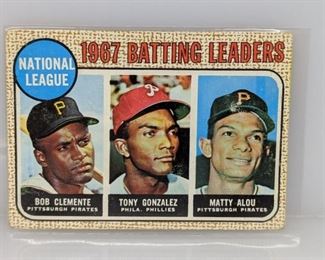 1967 BATTING LEADERS
NATIONAL LEAGUE
P
P
P
BOB CLEMENTE
PITTSBURGH PIRATES
TONY GONZALEZ
PHILA. PHILLIES
MATTY ALOU
PITTSBURGH PIRATES